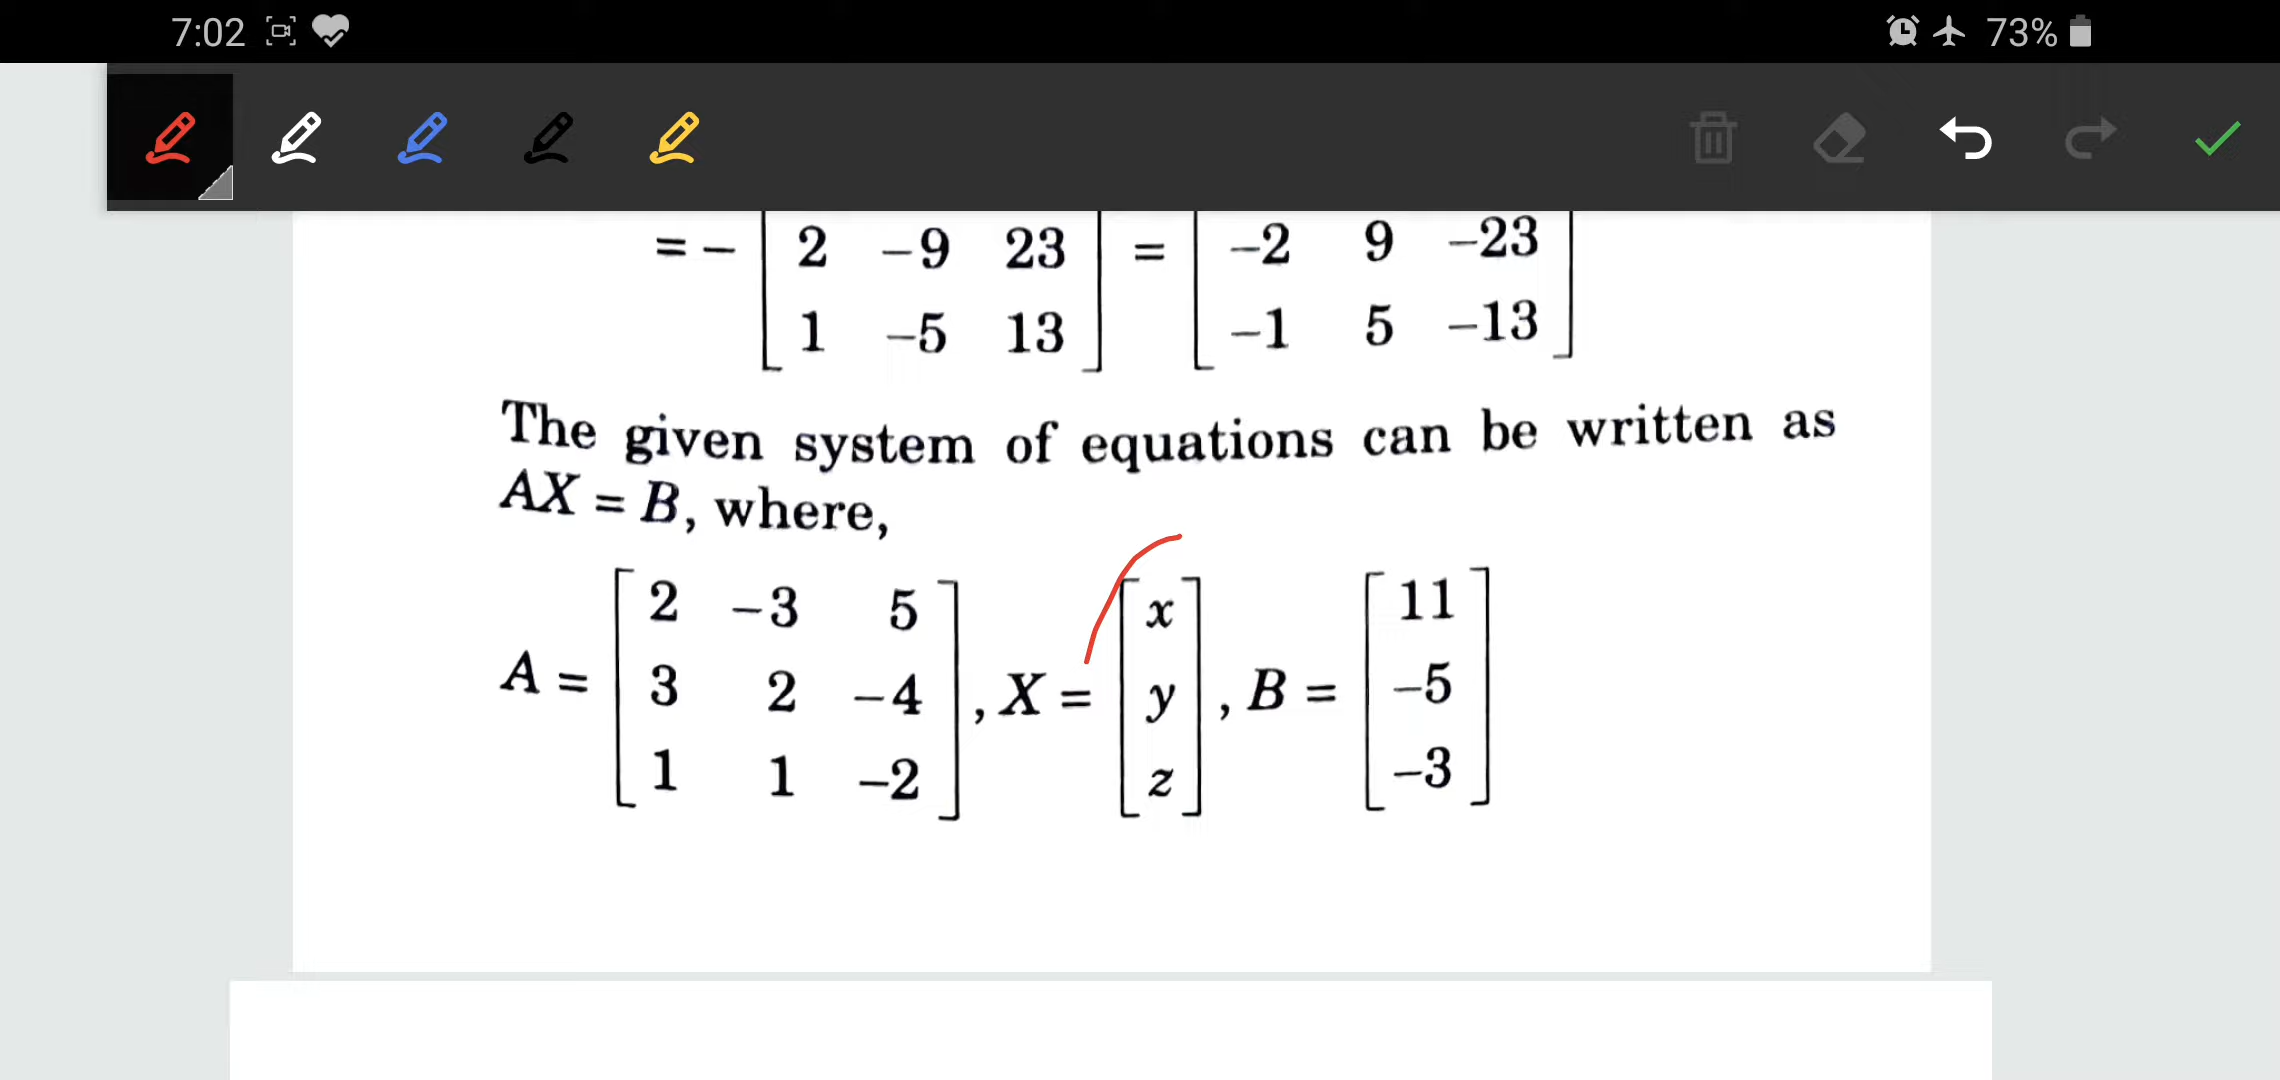 7:02 73%
= − [ 2 −9 23 ] = [ −2 9 −23 ]
1 −5 13 −1 5 −13
The given system of equations can be written as
AX = B, where,
2 −3 5 x 11
A = [ 3 2 −4 ] , X = [ y ] , B = [ −5 ]
1 1 −2 z −3